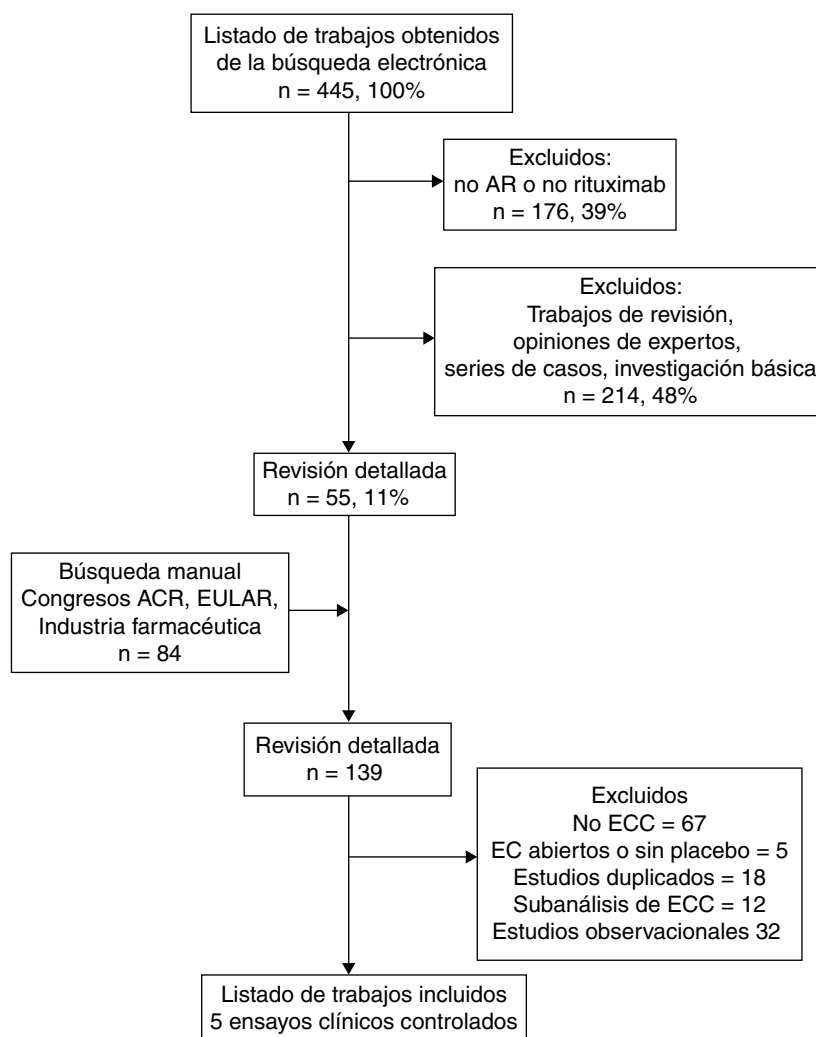 Listado de trabajos obtenidos
de la búsqueda electrónica
n = 445, 100%
Excluidos:
no AR o no rituximab
n = 176, 39%
Excluidos:
Trabajos de revisión,
opiniones de expertos,
series de casos, investigación básica
n = 214, 48%
Revisión detallada
n = 55, 11%
Búsqueda manual
Congresos ACR, EULAR,
Industria farmacéutica
n = 84
Revisión detallada
n = 139
Excluidos
No ECC = 67
EC abiertos o sin placebo = 5
Estudios duplicados = 18
Subanálisis de ECC = 12
Estudios observacionales 32
Listado de trabajos incluidos
5 ensayos clínicos controlados